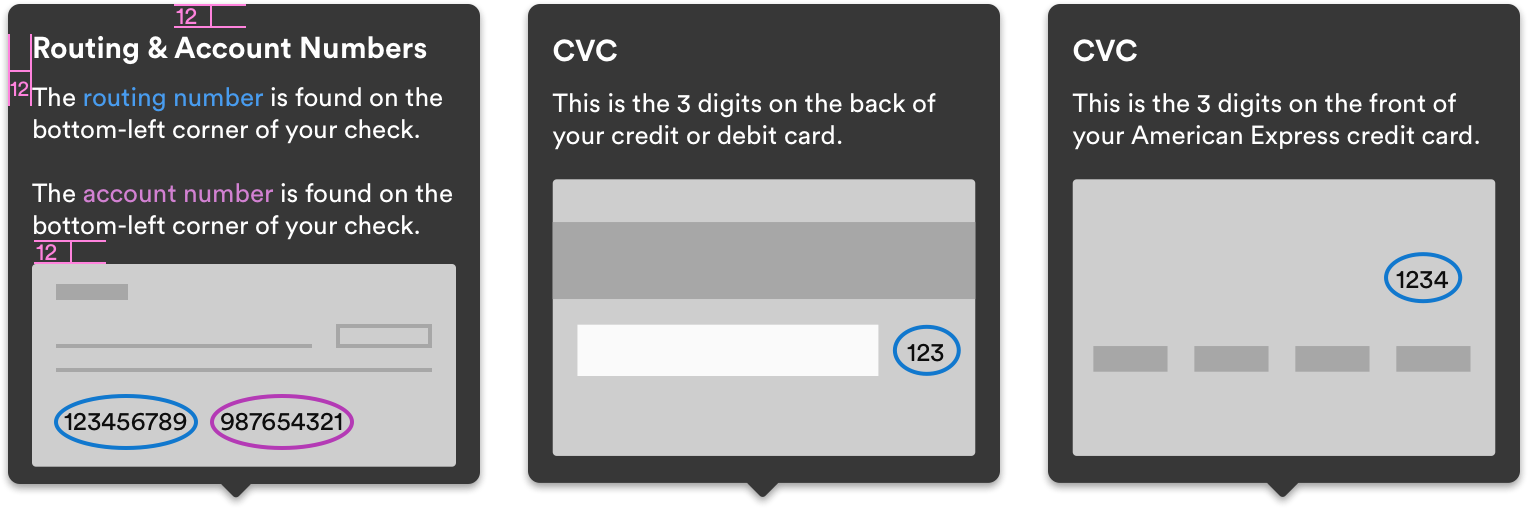 12
Routing & Account Numbers
12
The routing number is found on the
bottom-left corner of your check.
The account number is found on the
bottom-left corner of your check.
12
123456789
987654321
CVC
This is the 3 digits on the back of
your credit or debit card.
123
CVC
This is the 3 digits on the front of
your American Express credit card.
1234